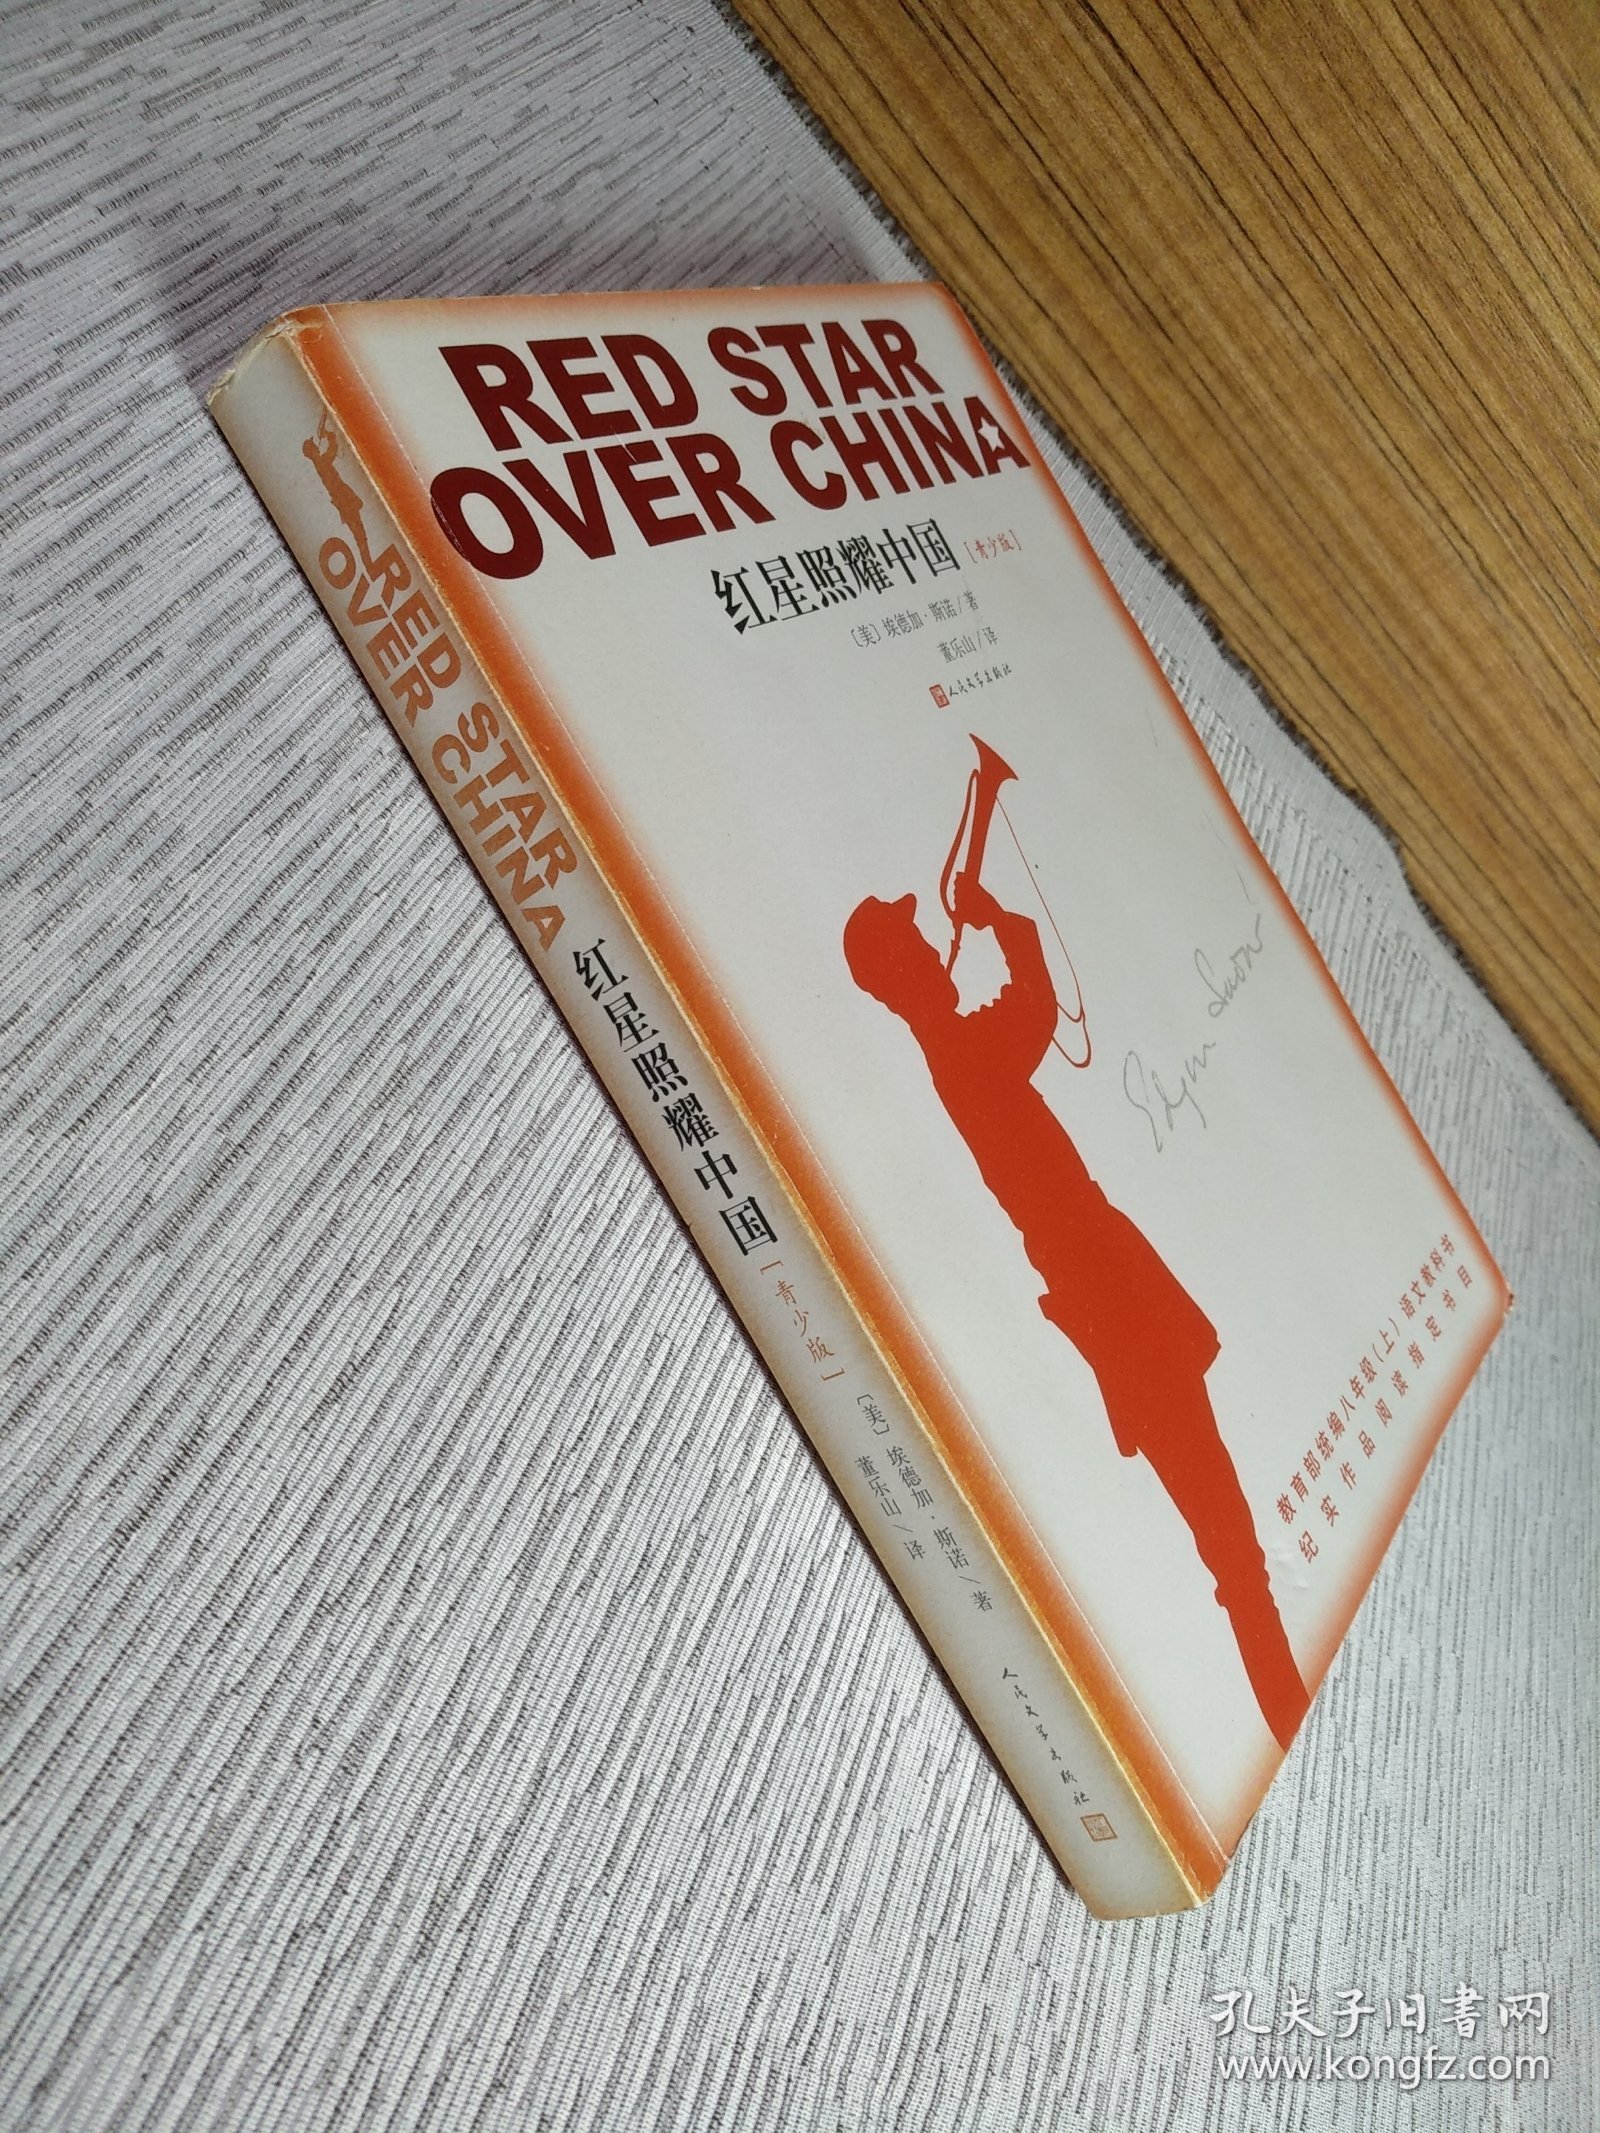 RED STAR
OVER CHINA
红星照耀中国 [青少版]
〔美〕埃德加·斯诺/著
董乐山/译
人民文学出版社
Edgar Snow
教育部统编八年级(上)语文教科书
纪实作品阅读指定书目
RED STAR
OVER CHINA
红星照耀中国
[青少版]
〔美〕埃德加·斯诺/著
董乐山/译
人民文学出版社
孔夫子旧书网
www.kongfz.com